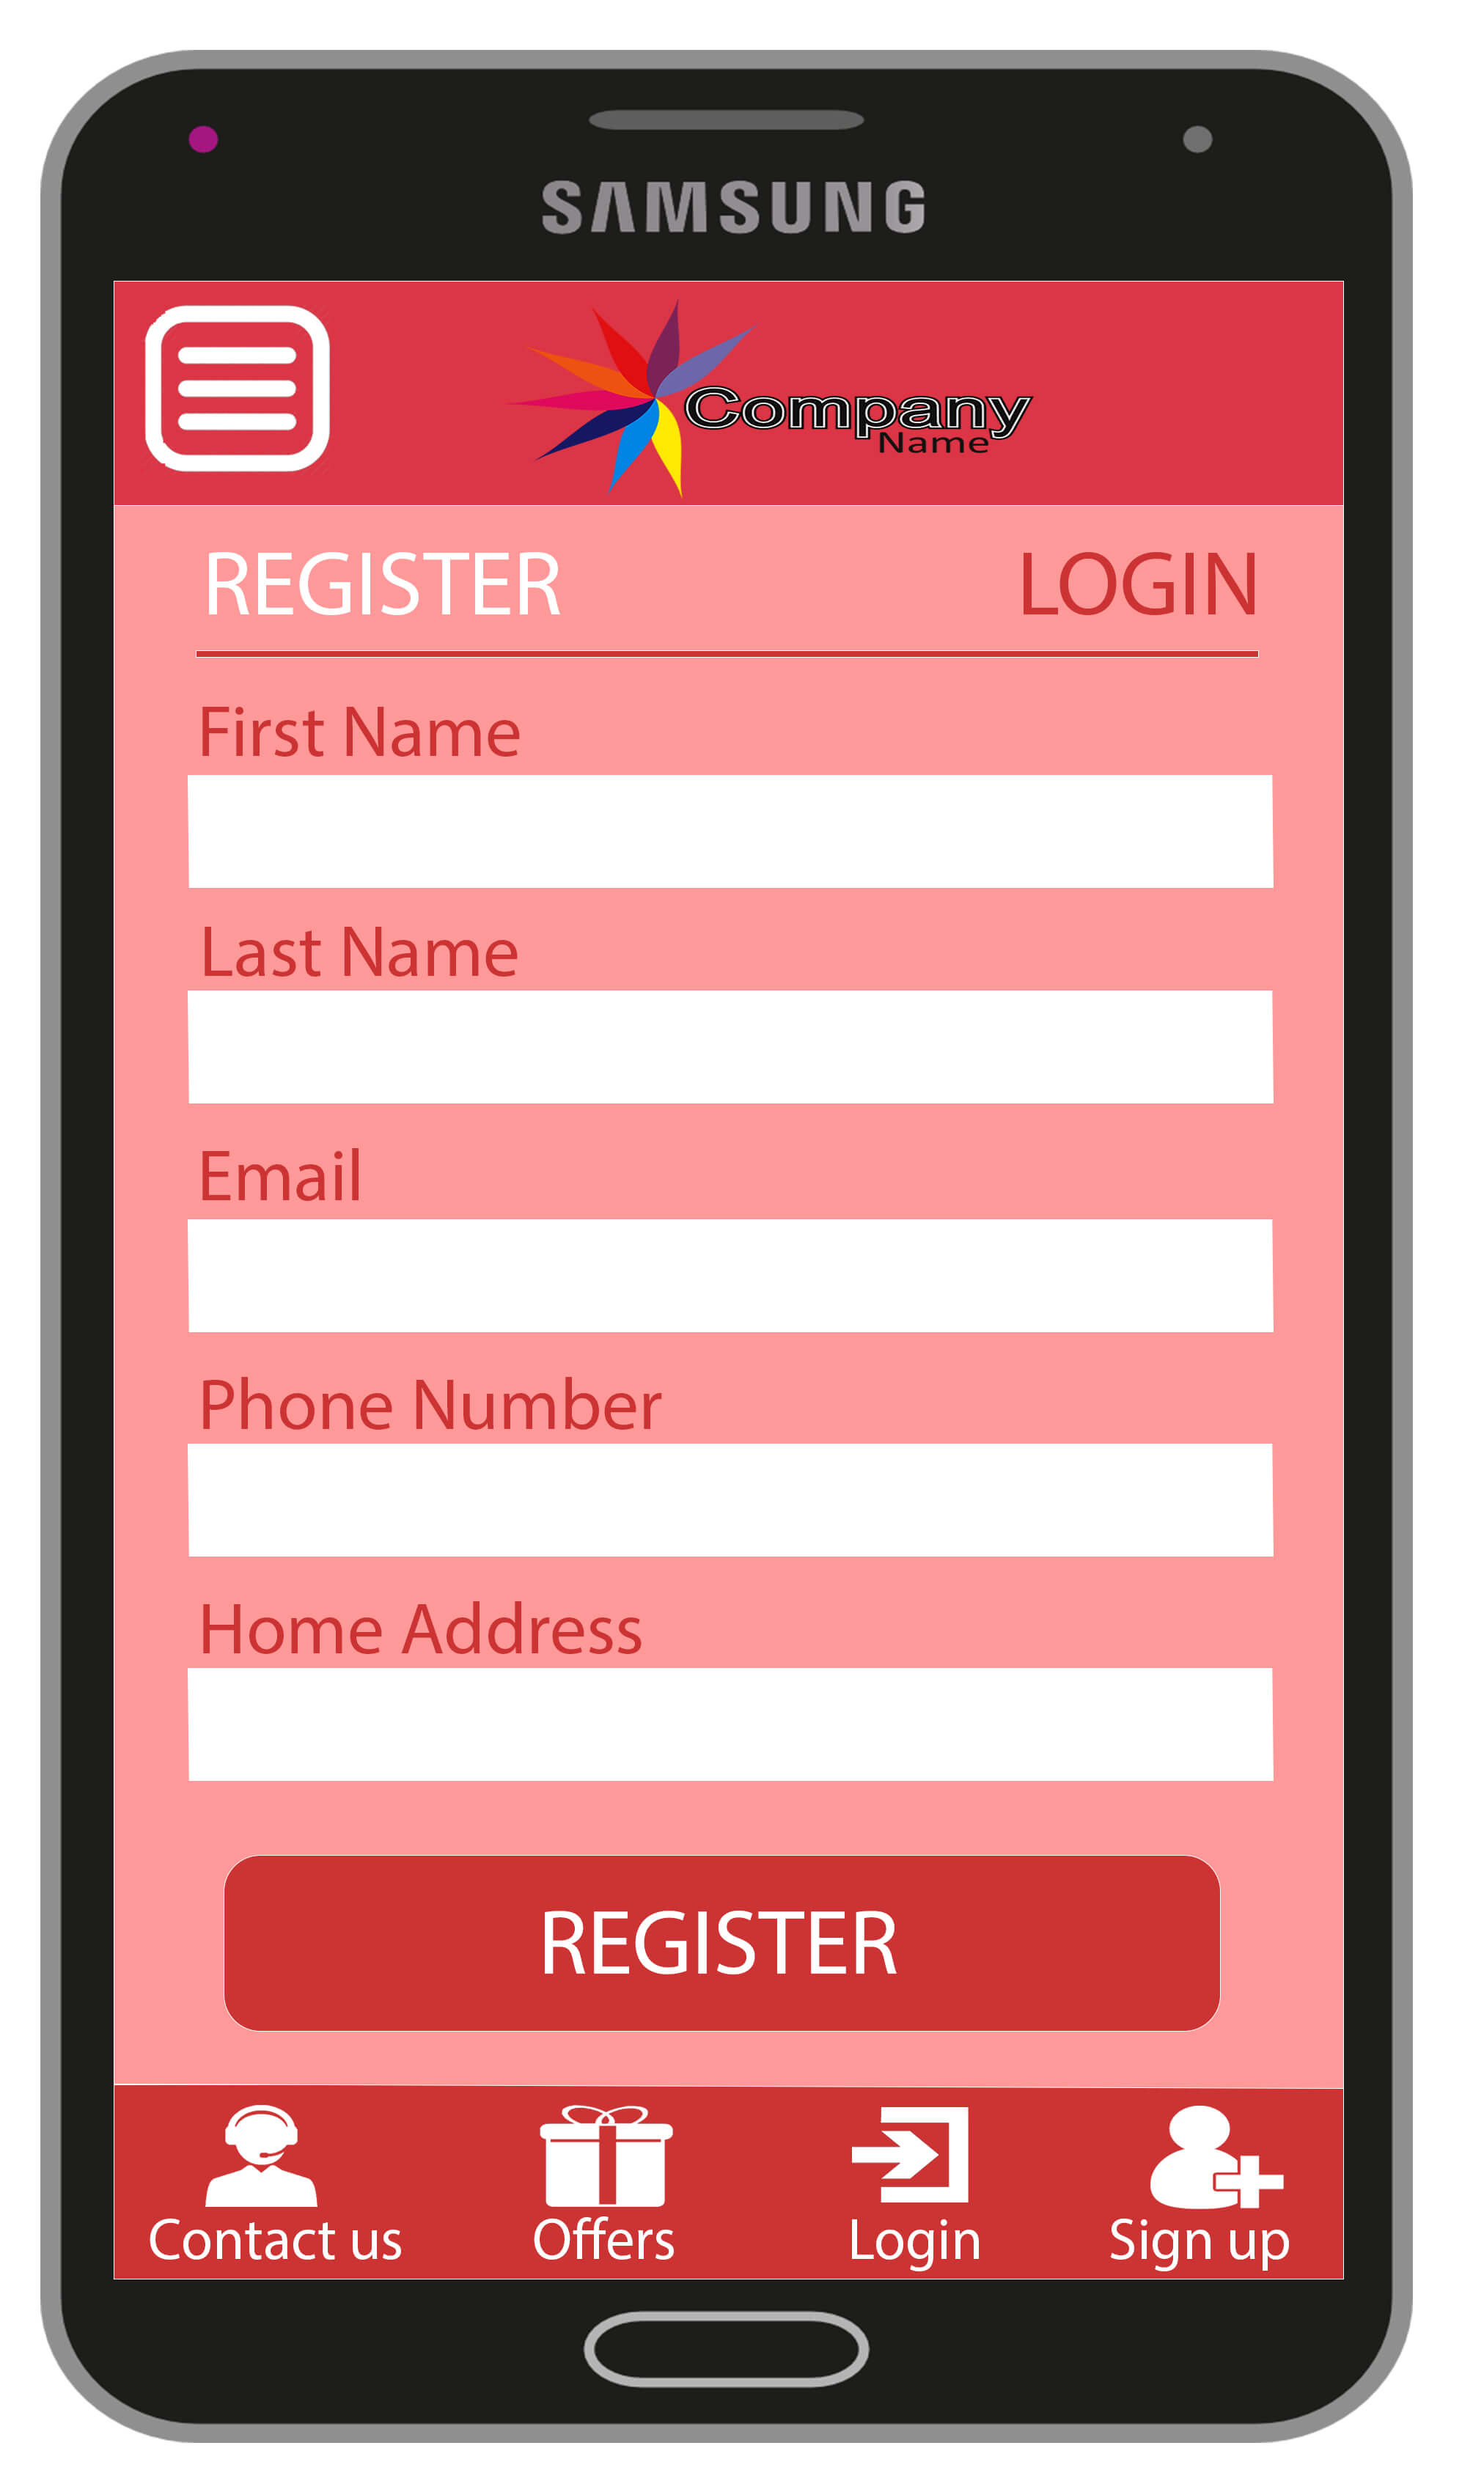 SAMSUNG
Company
Name
REGISTER LOGIN
First Name
Last Name
Email
Phone Number
Home Address
REGISTER
Contact us Offers Login Sign up